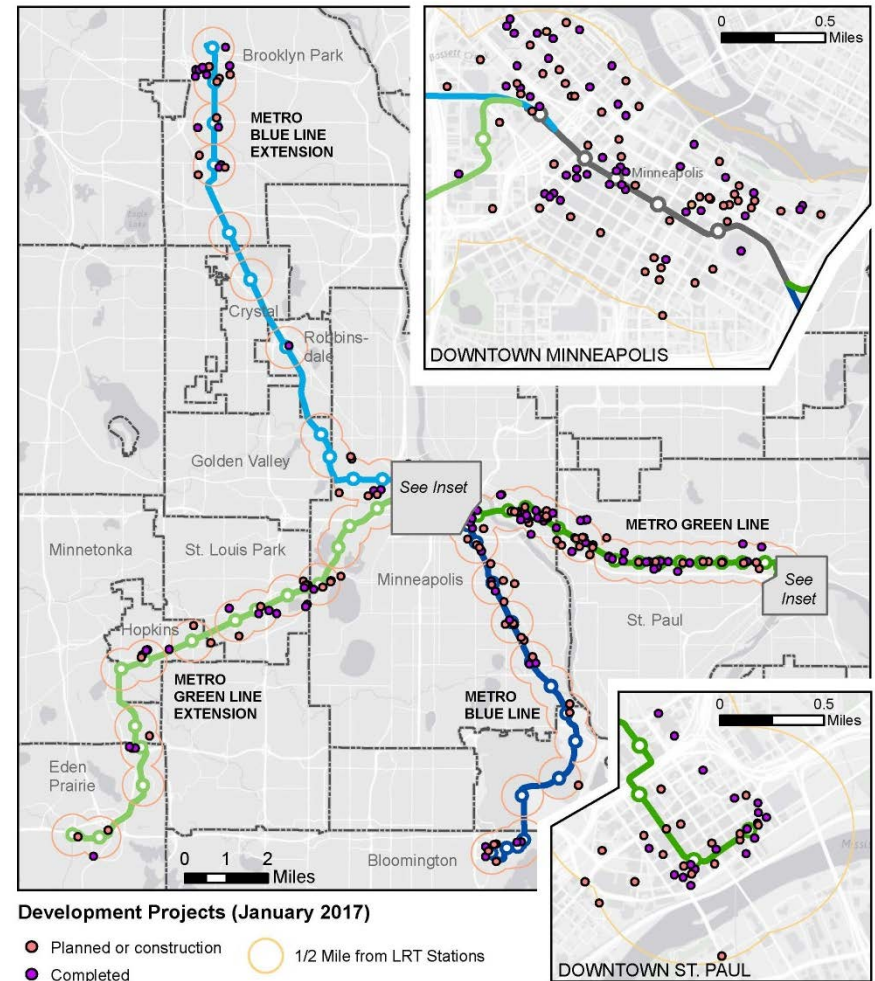 Brooklyn Park
METRO
BLUE LINE
EXTENSION
Crystal
Robbins-
dale
Golden Valley
See Inset
Minnetonka
St. Louis Park
Minneapolis
METRO GREEN LINE
See
Inset
St. Paul
Hopkins
METRO
GREEN LINE
EXTENSION
METRO
BLUE LINE
Eden
Prairie
Bloomington
0 1 2
Miles
0 0.5
Miles
Minneapolis
DOWNTOWN MINNEAPOLIS
0 0.5
Miles
DOWNTOWN ST. PAUL
Development Projects (January 2017)
Planned or construction
Completed
1/2 Mile from LRT Stations